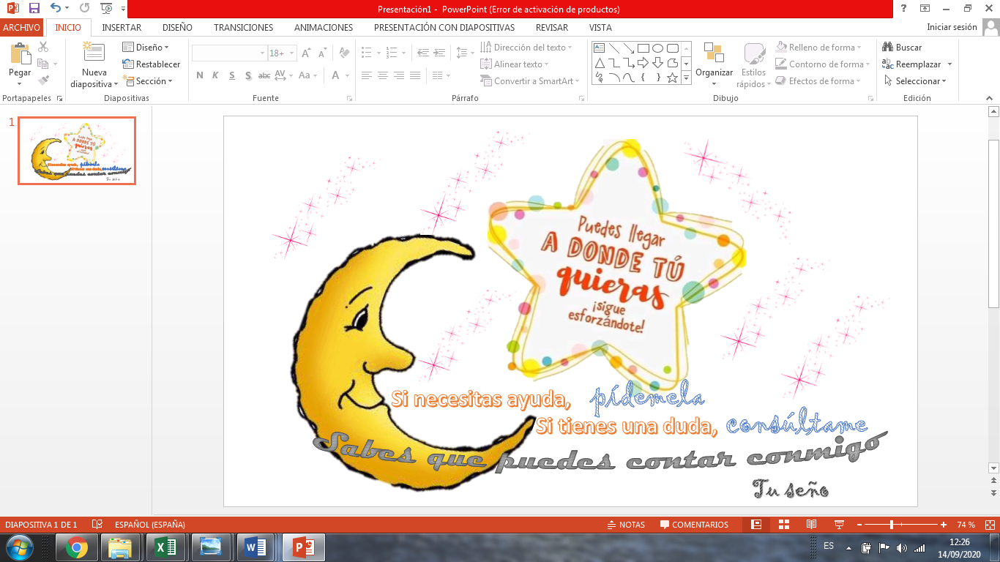 Presentación1 - PowerPoint (Error de activación de productos)
ARCHIVO INICIO INSERTAR DISEÑO TRANSICIONES ANIMACIONES PRESENTACIÓN CON DIAPOSITIVAS REVISAR VISTA Iniciar sesión
Pegar
Nueva diapositiva
Diseño
Restablecer
Sección
18+
N K S S abc AV Aa A
Dirección del texto
Alinear texto
Convertir a SmartArt
Organizar
Estilos rápidos
Relleno de forma
Contorno de forma
Efectos de forma
Buscar
Reemplazar
Seleccionar
Portapapeles Diapositivas Fuente Párrafo Dibujo Edición
1
Puedes llegar
A DONDE TÚ
quieras
¡sigue
esforzándote!
Si necesitas ayuda, pídemela
Si tienes una duda, consúltame
Sabes que puedes contar conmigo
Tu seño
DIAPOSITIVA 1 DE 1 ESPAÑOL (ESPAÑA) NOTAS COMENTARIOS 74 %
ES 12:26
14/09/2020